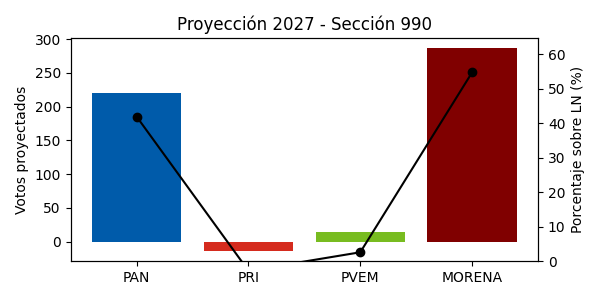 Proyección 2027 - Sección 990
Votos proyectados
300
250
200
150
100
50
0
Porcentaje sobre LN (%)
60
50
40
30
20
10
0
PAN
PRI
PVEM
MORENA